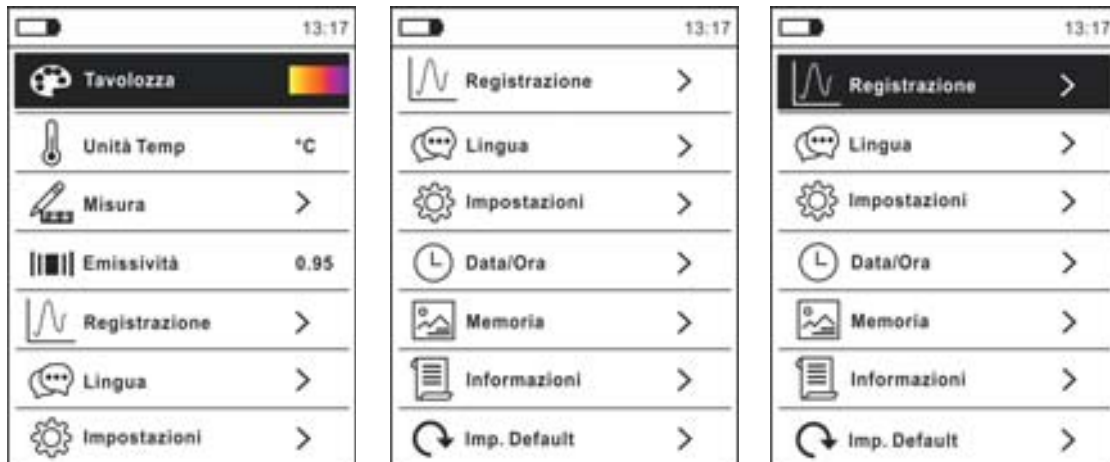 13:17
Tavolozza
Unità Temp °C
Misura
Emissività 0.95
Registrazione
Lingua
Impostazioni
13:17
Registrazione
Lingua
Impostazioni
Data/Ora
Memoria
Informazioni
Imp. Default
13:17
Registrazione
Lingua
Impostazioni
Data/Ora
Memoria
Informazioni
Imp. Default